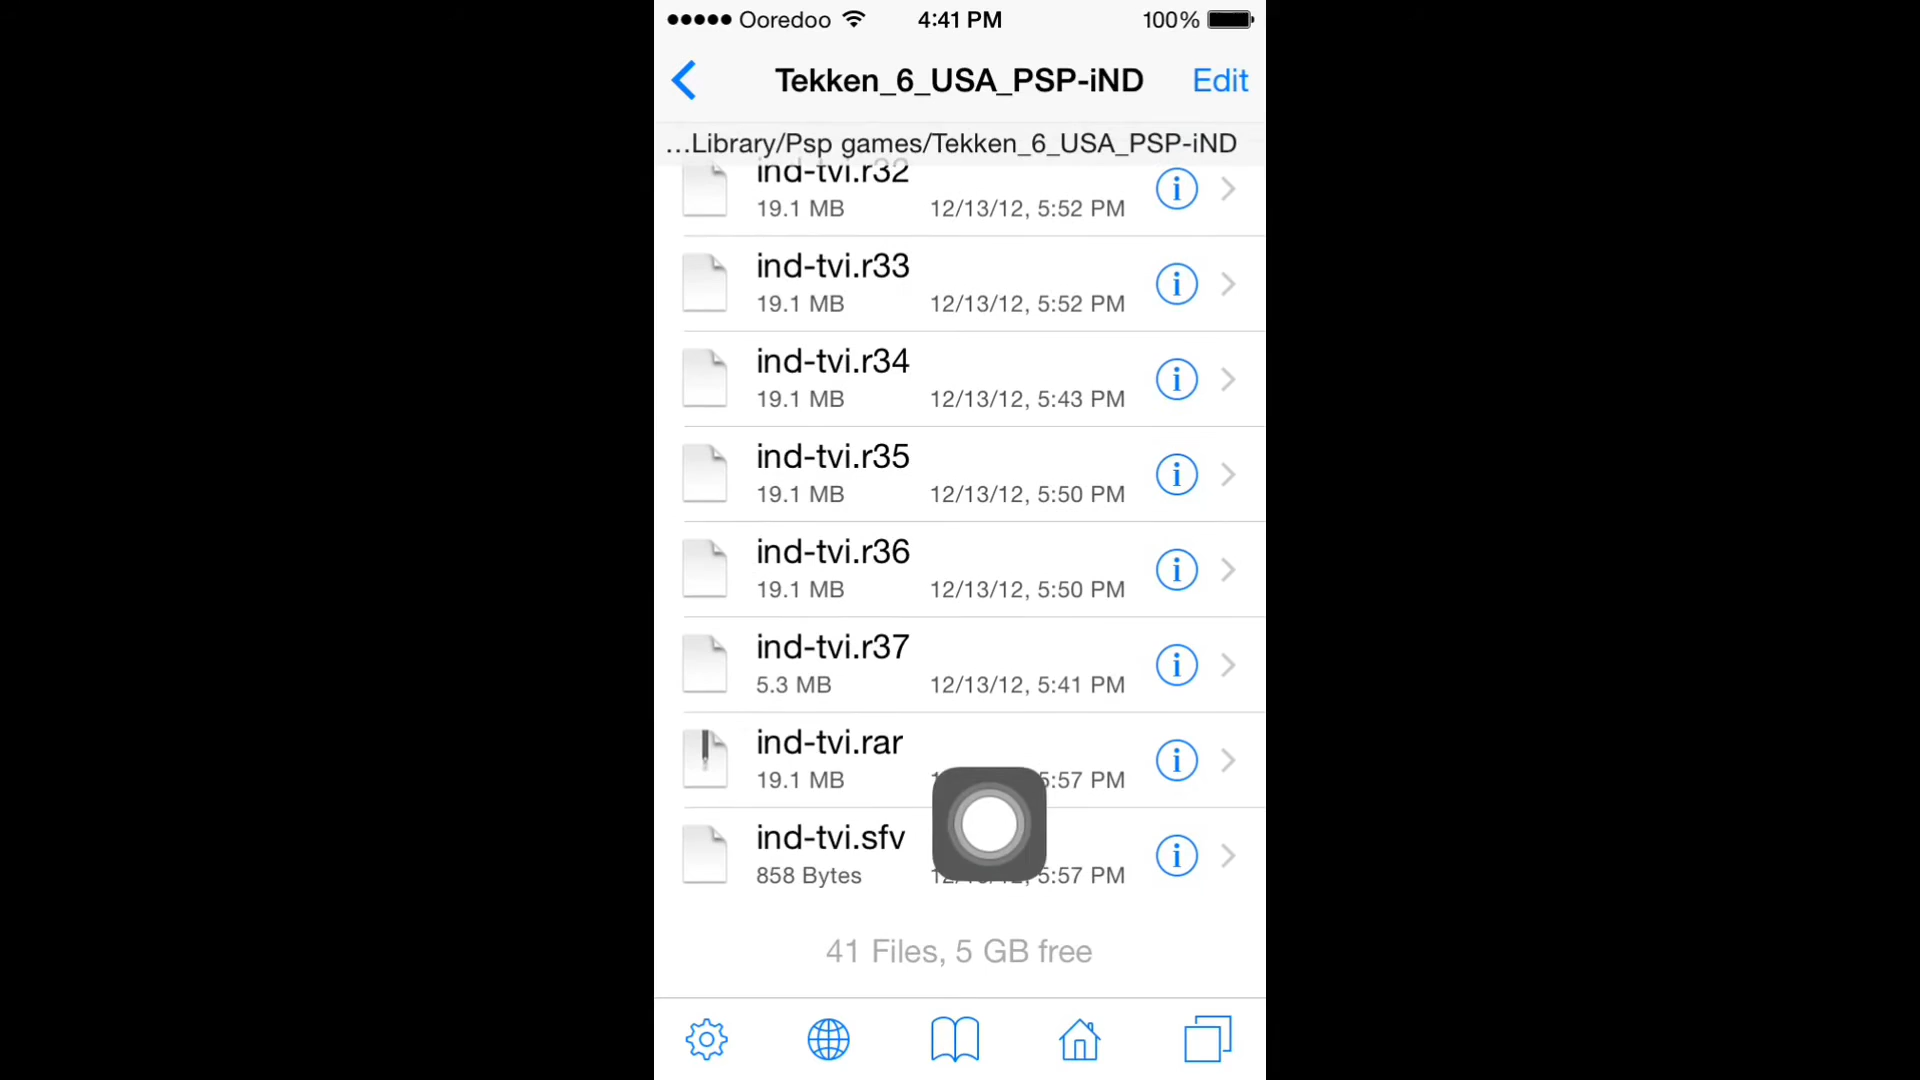 Ooredoo 4:41 PM 100%
Tekken_6_USA_PSP-iND Edit
...Library/Psp games/Tekken_6_USA_PSP-iND
ind-tvi.r32
19.1 MB 12/13/12, 5:52 PM
ind-tvi.r33
19.1 MB 12/13/12, 5:52 PM
ind-tvi.r34
19.1 MB 12/13/12, 5:43 PM
ind-tvi.r35
19.1 MB 12/13/12, 5:50 PM
ind-tvi.r36
19.1 MB 12/13/12, 5:50 PM
ind-tvi.r37
5.3 MB 12/13/12, 5:41 PM
ind-tvi.rar
19.1 MB 5:57 PM
ind-tvi.sfv
858 Bytes 5:57 PM
41 Files, 5 GB free